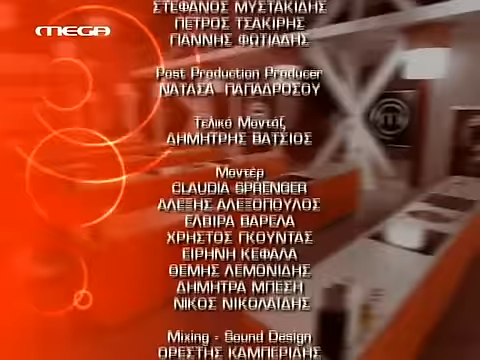 ΣΤΕΦΑΝΟΣ ΜΥΣΤΑΚΙΔΗΣ
MEGA
ΠΕΤΡΟΣ ΤΣΑΚΙΡΗΣ
ΓΙΑΝΝΗΣ ΦΩΤΙΑΔΗΣ
Post Production Producer
ΝΑΤΑΣΑ ΠΑΠΑΔΡΟΣΟΥ
Τελικό Μοντάζ
ΔΗΜΗΤΡΗΣ ΒΑΤΣΙΟΣ
Μοντέρ
CLAUDIA SPRENGER
ΑΛΕΞΗΣ ΑΛΕΞΟΠΟΥΛΟΣ
ΕΛΒΙΡΑ ΒΑΡΕΛΑ
ΧΡΗΣΤΟΣ ΓΚΟΥΝΤΑΣ
ΕΙΡΗΝΗ ΚΕΦΑΛΑ
ΘΕΜΗΣ ΛΕΜΟΝΙΔΗΣ
ΔΗΜΗΤΡΑ ΜΠΕΣΗ
ΝΙΚΟΣ ΝΙΚΟΛΑΪΔΗΣ
Mixing - Sound Design
ΟΡΕΣΤΗΣ ΚΑΜΠΕΡΙΔΗΣ